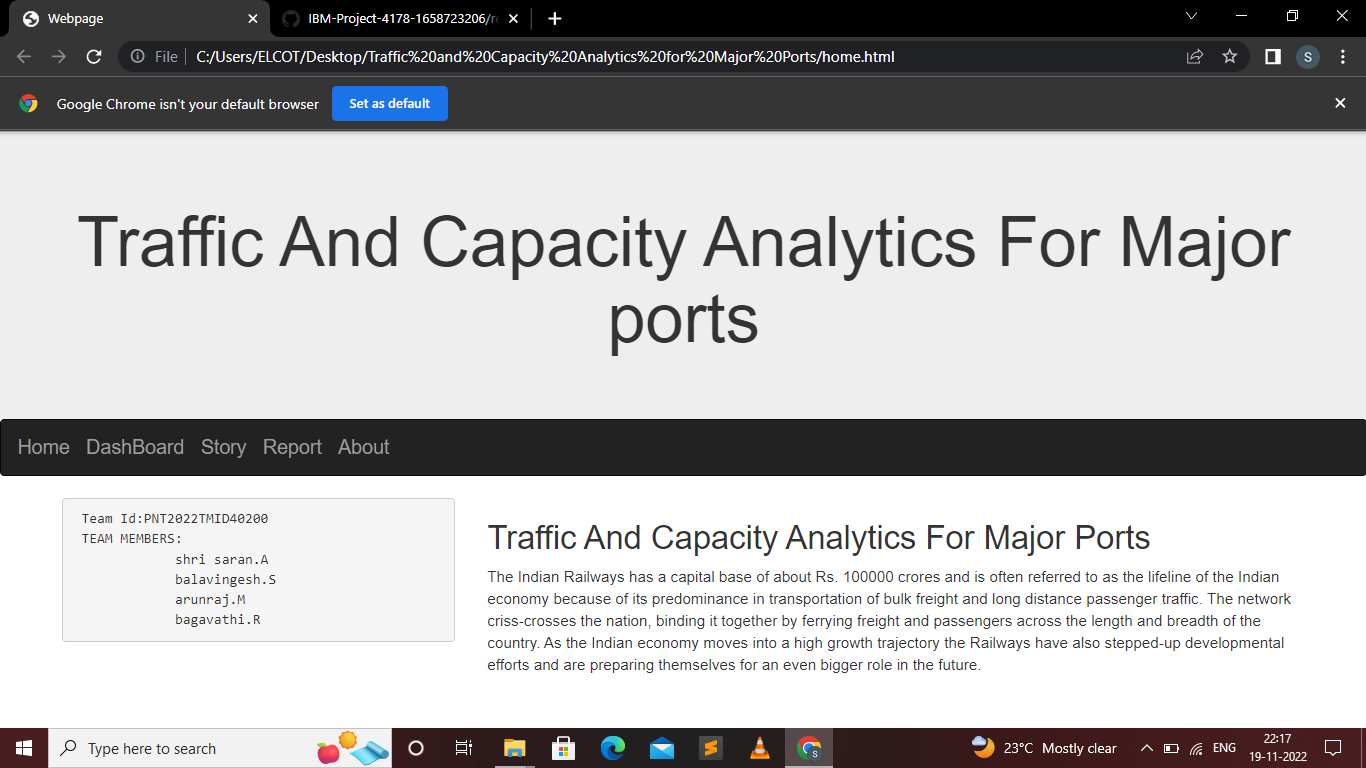 Webpage
IBM-Project-4178-1658723206/re
File
C:/Users/ELCOT/Desktop/Traffic%20and%20Capacity%20Analytics%20for%20Major%20Ports/home.html
S
Google Chrome isn't your default browser
Set as default
Traffic And Capacity Analytics For Major
ports
Home DashBoard Story Report About
Team Id:PNT2022TMID40200
TEAM MEMBERS:
shri saran.A
balavingesh.S
arunraj.M
bagavathi.R
Traffic And Capacity Analytics For Major Ports
The Indian Railways has a capital base of about Rs. 100000 crores and is often referred to as the lifeline of the Indian
economy because of its predominance in transportation of bulk freight and long distance passenger traffic. The network
criss-crosses the nation, binding it together by ferrying freight and passengers across the length and breadth of the
country. As the Indian economy moves into a high growth trajectory the Railways have also stepped-up developmental
efforts and are preparing themselves for an even bigger role in the future.
Type here to search
S
23°C Mostly clear
ENG
22:17
19-11-2022